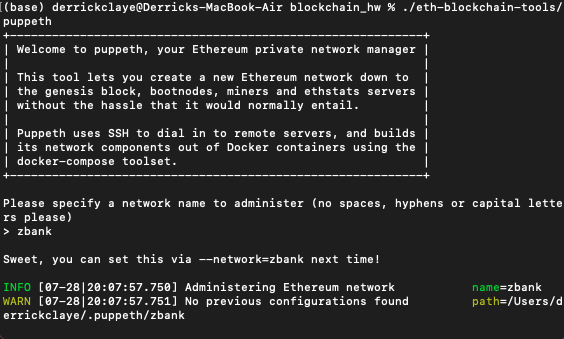 [(base) derrickclaye@Derricks-MacBook-Air blockchain_hw % ./eth-blockchain-tools/
puppeth
+-----------------------------------------------------------+
| Welcome to puppeth, your Ethereum private network manager |
|                                                           |
| This tool lets you create a new Ethereum network down to  |
| the genesis block, bootnodes, miners and ethstats servers |
| without the hassle that it would normally entail.         |
|                                                           |
| Puppeth uses SSH to dial in to remote servers, and builds |
| its network components out of Docker containers using the |
| docker-compose toolset.                                   |
+-----------------------------------------------------------+

Please specify a network name to administer (no spaces, hyphens or capital lette
rs please)
> zbank

Sweet, you can set this via --network=zbank next time!

INFO [07-28|20:07:57.750] Administering Ethereum network           name=zbank
WARN [07-28|20:07:57.751] No previous configurations found         path=/Users/d
errickclaye/.puppeth/zbank